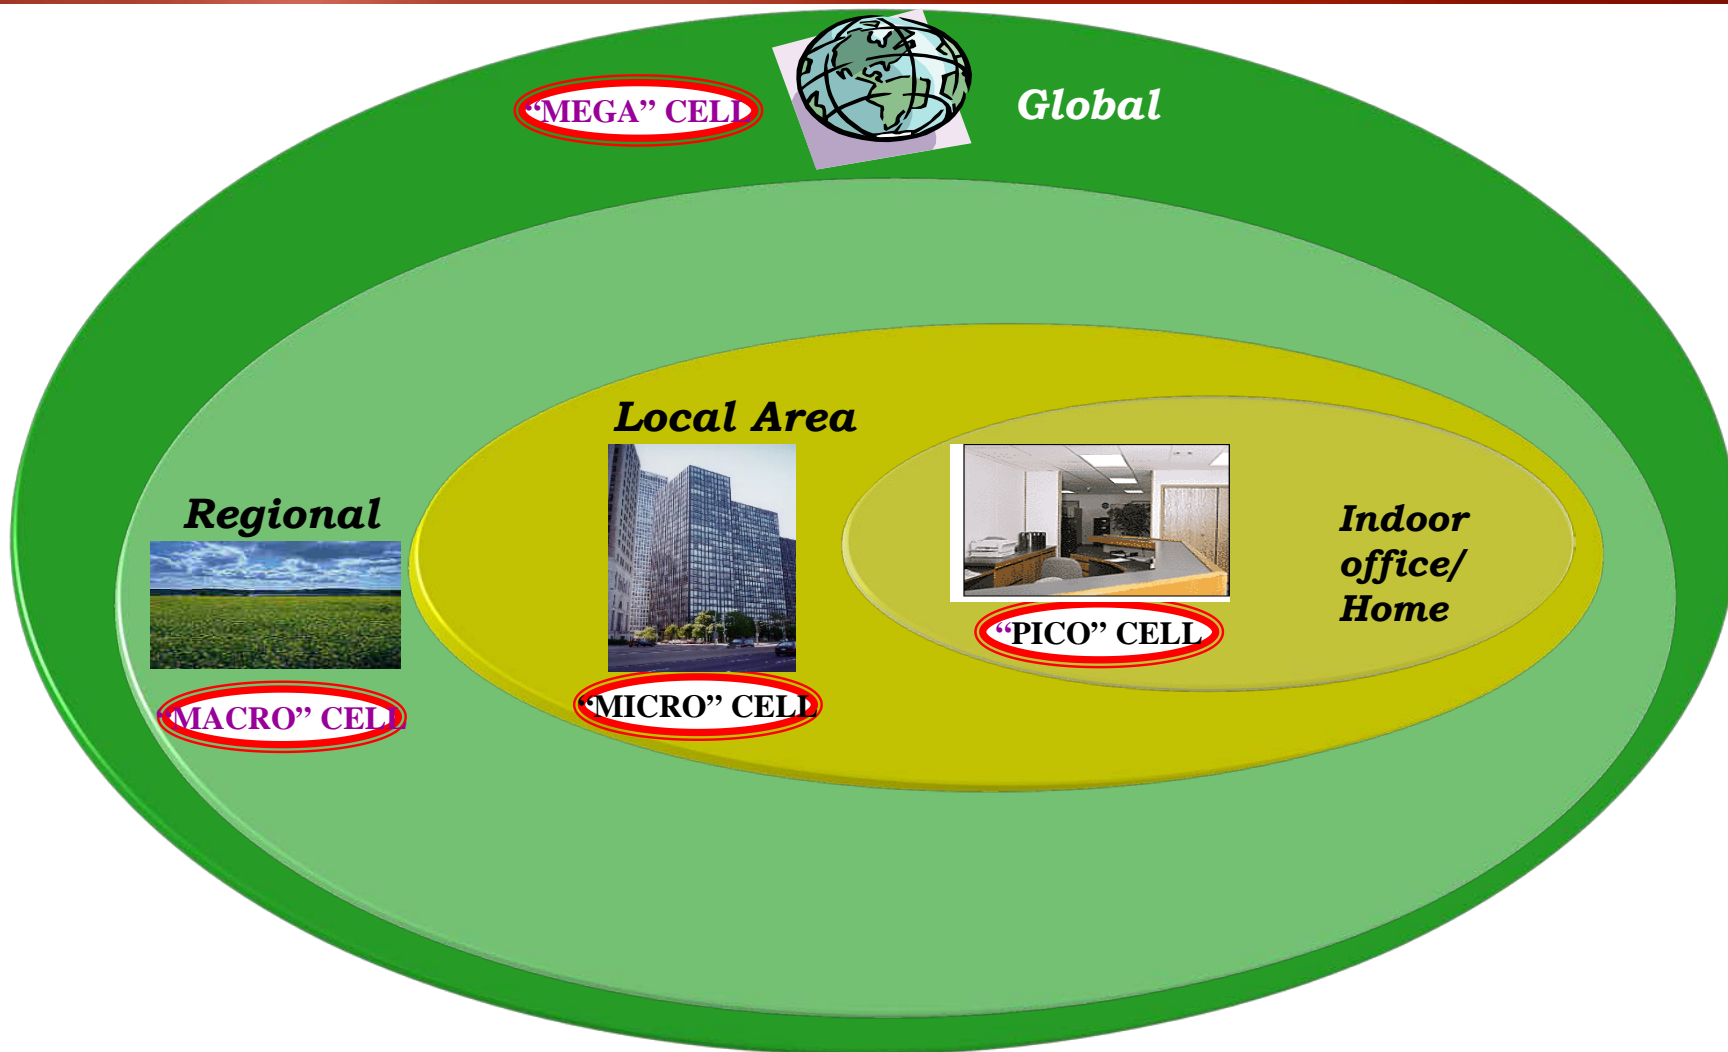 “MEGA” CELL
Global
Local Area
Regional
Indoor
office/
Home
“PICO” CELL
“MICRO” CELL
“MACRO” CELL